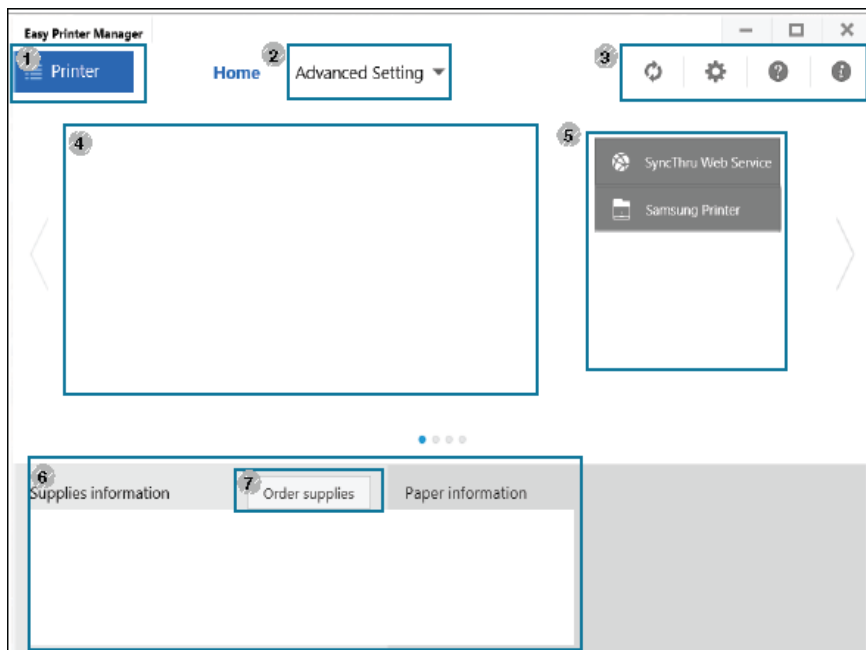 Easy Printer Manager
1 Printer
Home
2 Advanced Setting
3
4
5
SyncThru Web Service
Samsung Printer
6 Supplies information
7 Order supplies
Paper information